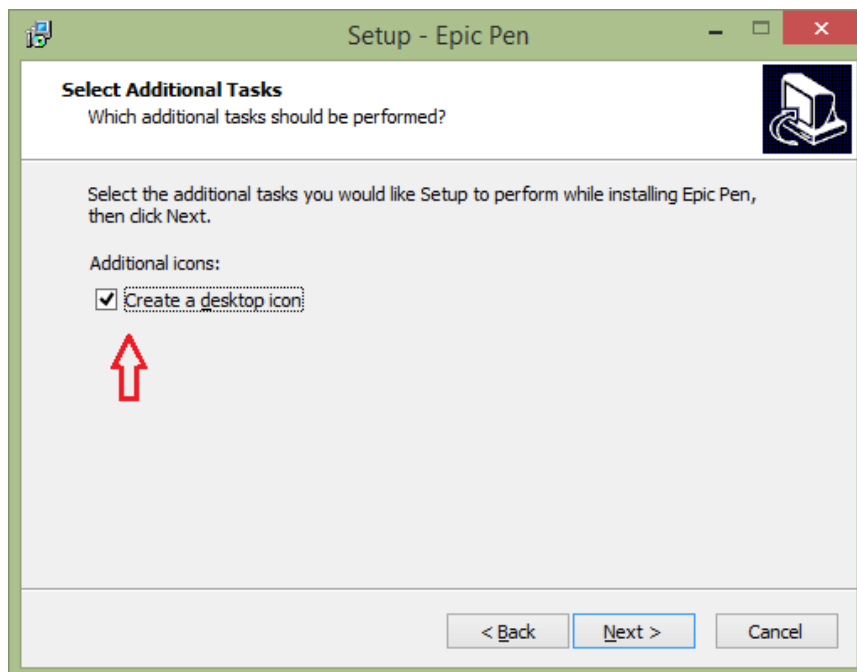 Setup - Epic Pen
Select Additional Tasks
Which additional tasks should be performed?
Select the additional tasks you would like Setup to perform while installing Epic Pen,
then click Next.
Additional icons:
Create a desktop icon
< Back
Next >
Cancel